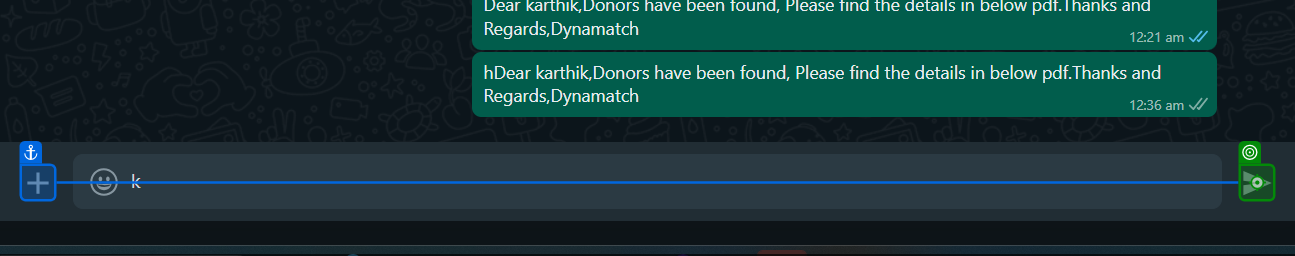 Dear karthik,Donors have been found, Please find the details in below pdf.Thanks and
Regards,Dynamatch
12:21 am
hDear karthik,Donors have been found, Please find the details in below pdf.Thanks and
Regards,Dynamatch
12:36 am
k